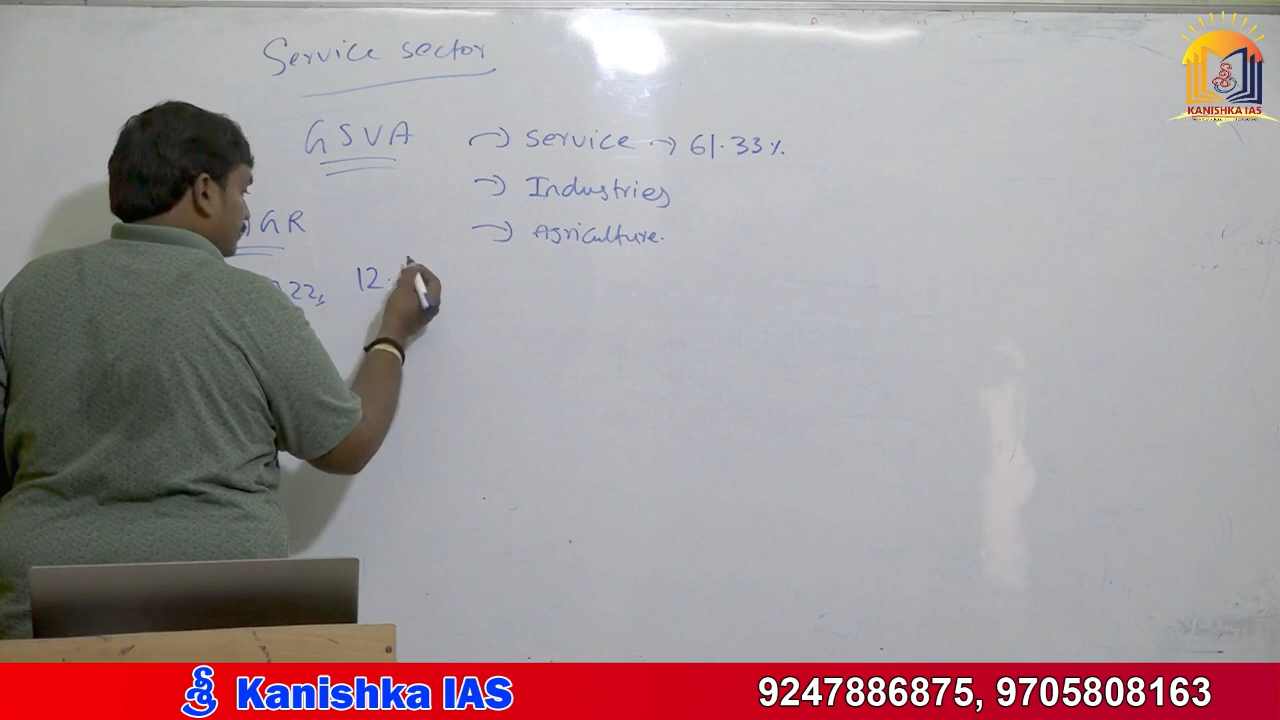 Service sector
GSVA → Service → 61.33%
→ Industries
→ Agriculture.
GR
22, 12.
KANISHKA IAS
శ్రీ Kanishka IAS 9247886875, 9705808163